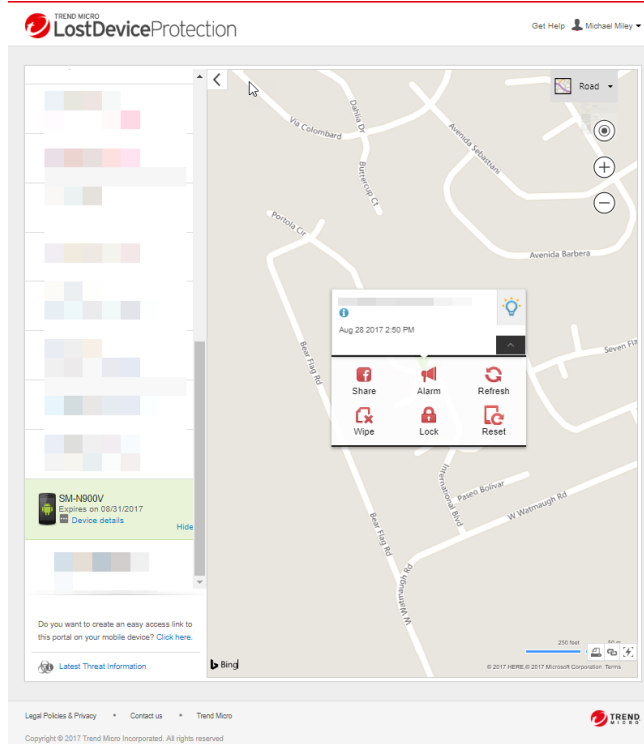 TREND MICRO
LostDeviceProtection
Get Help
Michael Miley
Road
Dahlia Dr
Via Colombard
Avenida Sebastiani
Buttercup Ct
Portola Cir
Avenida Barbera
Aug 28 2017 2:50 PM
Bear Flag Rd
Share
Alarm
Refresh
Wipe
Lock
Reset
International Blvd
Paseo Bolivar
W Watmaugh Rd
Bear Flag Rd
W Watmaugh Rd
SM-N900V
Expires on 08/31/2017
Device details
Hide
Do you want to create an easy access link to
this portal on your mobile device? Click here.
Latest Threat Information
Bing
250 feet
© 2017 HERE,© 2017 Microsoft Corporation Terms
Legal Policies & Privacy • Contact us • Trend Micro
TREND
MICRO
Copyright © 2017 Trend Micro Incorporated. All rights reserved